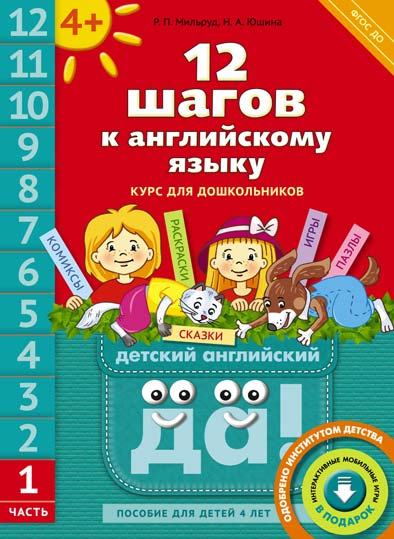 12
11
10
9
8
7
6
5
4
3
2
1
ЧАСТЬ
4+
Р. П. Мильруд, Н. А. Юшина
ФГОС ДО
12
ШАГОВ
К АНГЛИЙСКОМУ
ЯЗЫКУ
КУРС ДЛЯ ДОШКОЛЬНИКОВ
КОМИКСЫ
РАСКРАСКИ
СКАЗКИ
ИГРЫ
ПАЗЛЫ
детский английский
да!
ОДОБРЕНО ИНСТИТУТОМ ДЕТСТВА
ИНТЕРАКТИВНЫЕ МОБИЛЬНЫЕ ИГРЫ
В ПОДАРОК
ПОСОБИЕ ДЛЯ ДЕТЕЙ 4 ЛЕТ